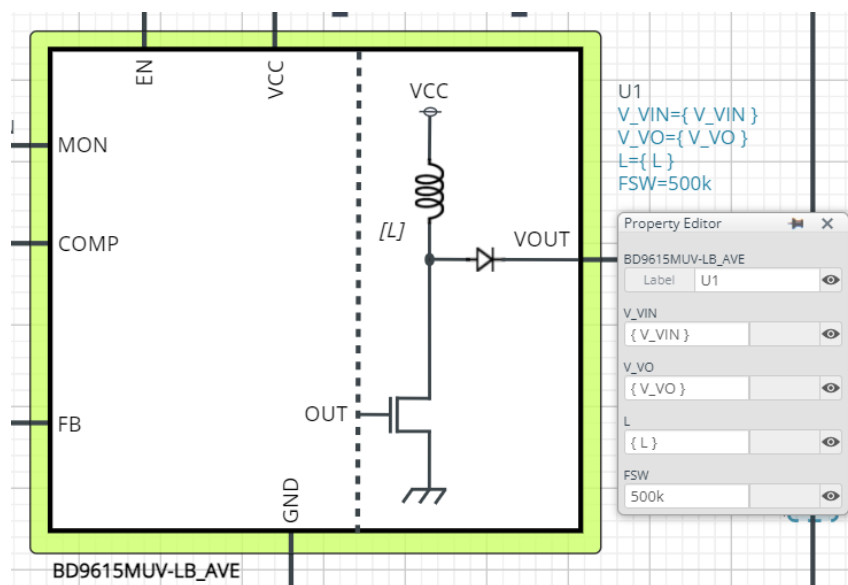 EN
VCC
MON
COMP
FB
GND
VCC
[L]
VOUT
OUT
BD9615MUV-LB_AVE
U1
V_VIN={ V_VIN }
V_VO={ V_VO }
L={ L }
FSW=500k
Property Editor
BD9615MUV-LB_AVE
Label U1
V_VIN
{ V_VIN }
V_VO
{ V_VO }
L
{ L }
FSW
500k